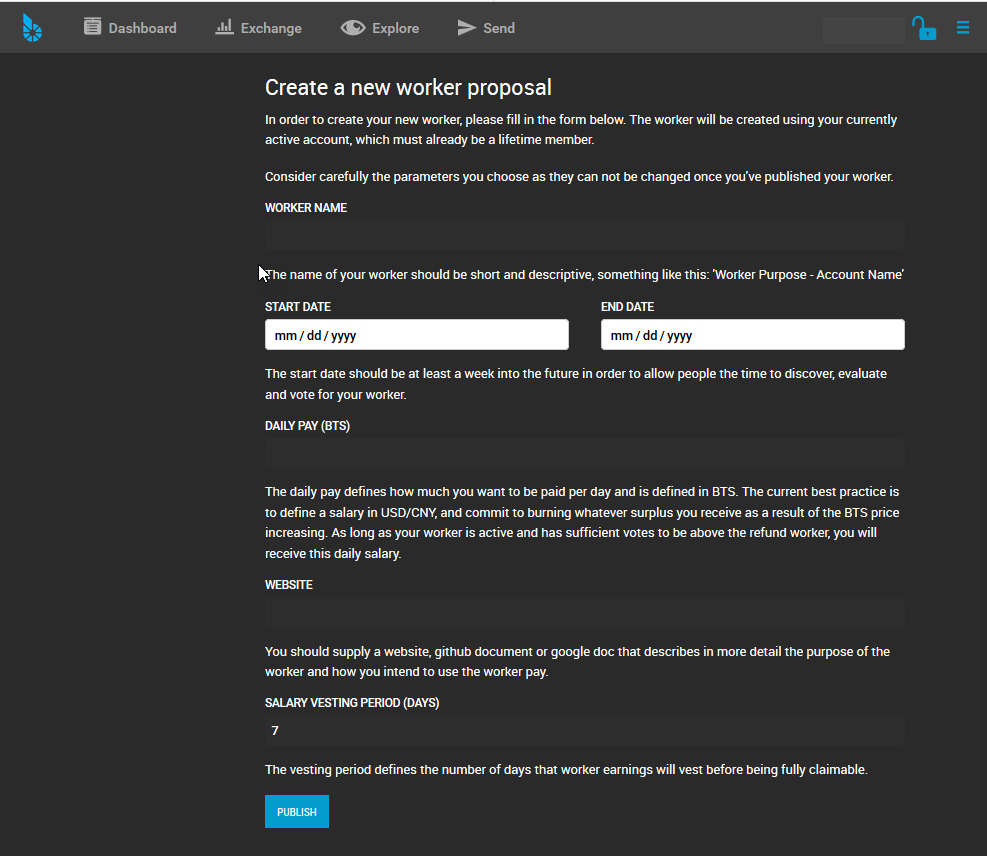 Dashboard Exchange Explore Send
Create a new worker proposal
In order to create your new worker, please fill in the form below. The worker will be created using your currently
active account, which must already be a lifetime member.
Consider carefully the parameters you choose as they can not be changed once you've published your worker.
WORKER NAME
The name of your worker should be short and descriptive, something like this: 'Worker Purpose - Account Name'
START DATE END DATE
mm / dd / yyyy mm / dd / yyyy
The start date should be at least a week into the future in order to allow people the time to discover, evaluate
and vote for your worker.
DAILY PAY (BTS)
The daily pay defines how much you want to be paid per day and is defined in BTS. The current best practice is
to define a salary in USD/CNY, and commit to burning whatever surplus you receive as a result of the BTS price
increasing. As long as your worker is active and has sufficient votes to be above the refund worker, you will
receive this daily salary.
WEBSITE
You should supply a website, github document or google doc that describes in more detail the purpose of the
worker and how you intend to use the worker pay.
SALARY VESTING PERIOD (DAYS)
7
The vesting period defines the number of days that worker earnings will vest before being fully claimable.
PUBLISH